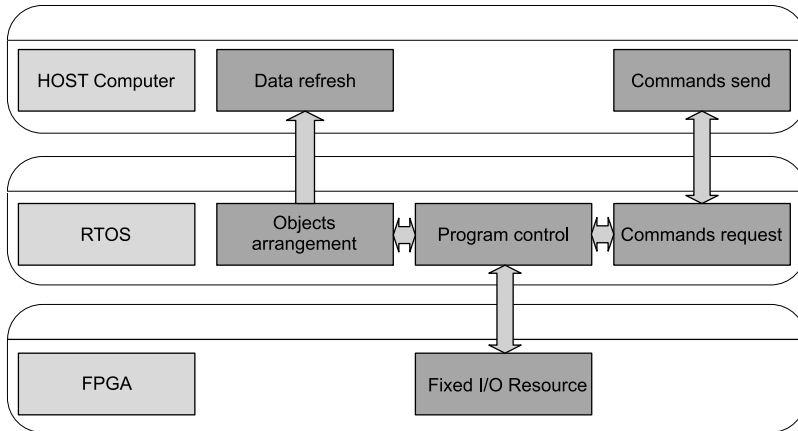 HOST Computer
Data refresh
Commands send
RTOS
Objects
arrangement
Program control
Commands request
FPGA
Fixed I/O Resource